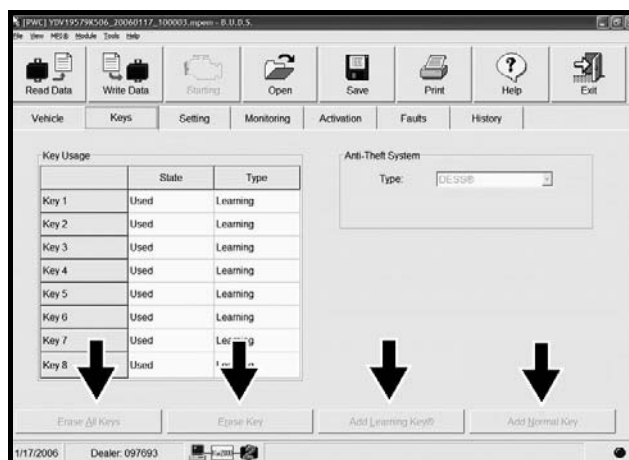 [PWC] YDV19579K506_20060117_100003.mpem - B.U.D.S.
File View MPEM Module Tools Help
Read Data Write Data Starting Open Save Print Help Exit
Vehicle Keys Setting Monitoring Activation Faults History
Key Usage Anti-Theft System
State Type Type: DESS®
Key 1 Used Learning
Key 2 Used Learning
Key 3 Used Learning
Key 4 Used Learning
Key 5 Used Learning
Key 6 Used Learning
Key 7 Used Learning
Key 8 Used
Erase All Keys Erase Key Add Learning Key® Add Normal Key
1/17/2006 Dealer: 097693